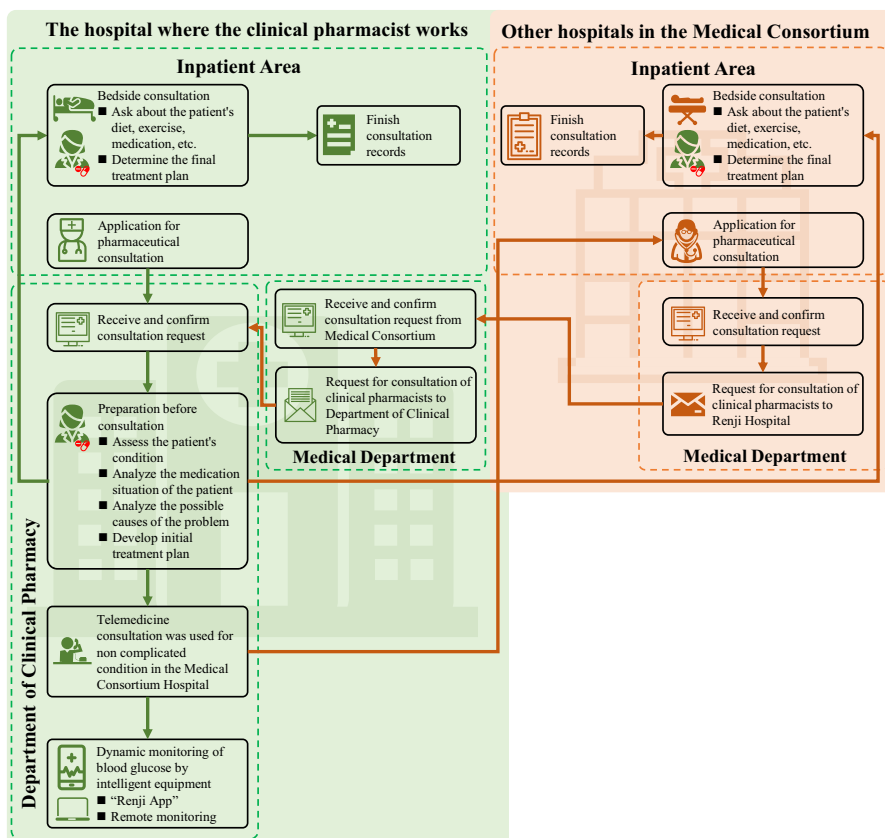 The hospital where the clinical pharmacist works
Inpatient Area
Bedside consultation
■ Ask about the patient's
diet, exercise,
medication, etc.
■ Determine the final
treatment plan
Finish
consultation
records
Application for
pharmaceutical
consultation
Receive and confirm
consultation request
Receive and confirm
consultation request from
Medical Consortium
Request for consultation of
clinical pharmacists to
Department of Clinical
Pharmacy
Medical Department
Preparation before
consultation
■ Assess the patient's
condition
■ Analyze the medication
situation of the patient
■ Analyze the possible
causes of the problem
■ Develop initial
treatment plan
Telemedicine
consultation was used for
non complicated
condition in the Medical
Consortium Hospital
Dynamic monitoring of
blood glucose by
intelligent equipment
■ “Renji App”
■ Remote monitoring
Department of Clinical Pharmacy
Other hospitals in the Medical Consortium
Inpatient Area
Finish
consultation
records
Bedside consultation
■ Ask about the patient's
diet, exercise,
medication, etc.
■ Determine the final
treatment plan
Application for
pharmaceutical
consultation
Receive and confirm
consultation request
Request for consultation of
clinical pharmacists to
Renji Hospital
Medical Department